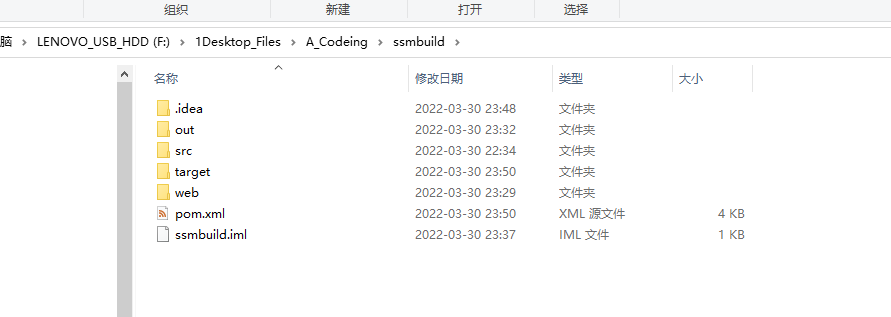 组织 新建 打开 选择
脑 > LENOVO_USB_HDD (F:) > 1Desktop_Files > A_Codeing > ssmbuild >
名称 修改日期 类型 大小
.idea 2022-03-30 23:48 文件夹
out 2022-03-30 23:32 文件夹
src 2022-03-30 22:34 文件夹
target 2022-03-30 23:50 文件夹
web 2022-03-30 23:29 文件夹
pom.xml 2022-03-30 23:50 XML 源文件 4 KB
ssmbuild.iml 2022-03-30 23:37 IML 文件 1 KB